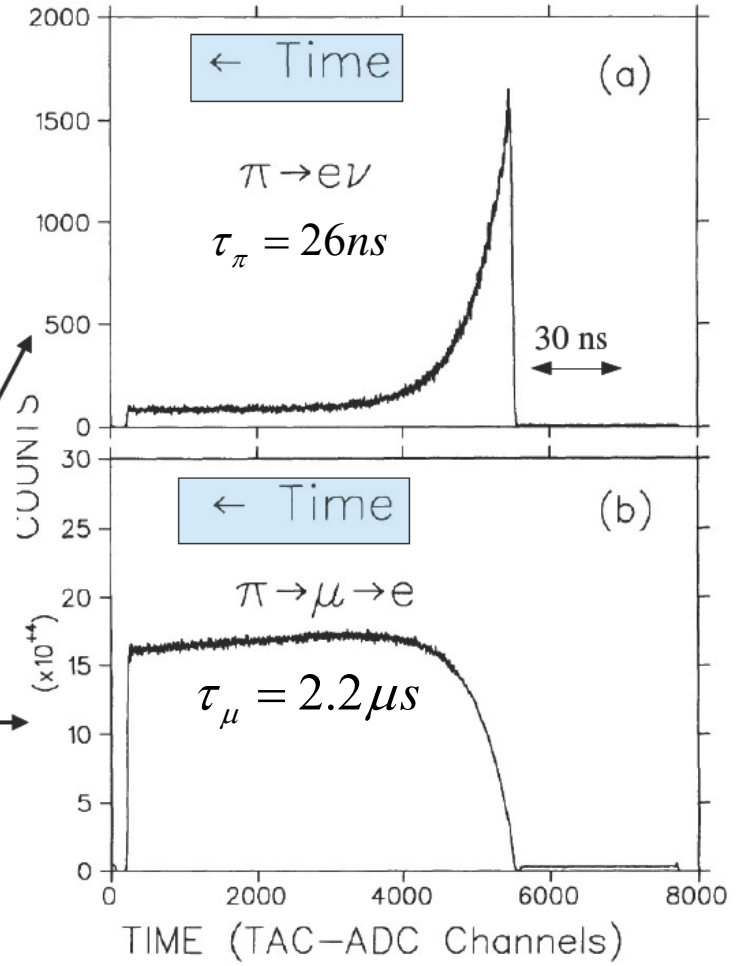 2000
← Time
(a)
1500
π→eν
1000
τπ = 26ns
500
30 ns
0
COUNTS
30
← Time
(b)
25
20
π→μ→e
(x10+4)
15
τμ = 2.2μs
10
5
0
0 2000 4000 6000 8000
TIME (TAC–ADC Channels)